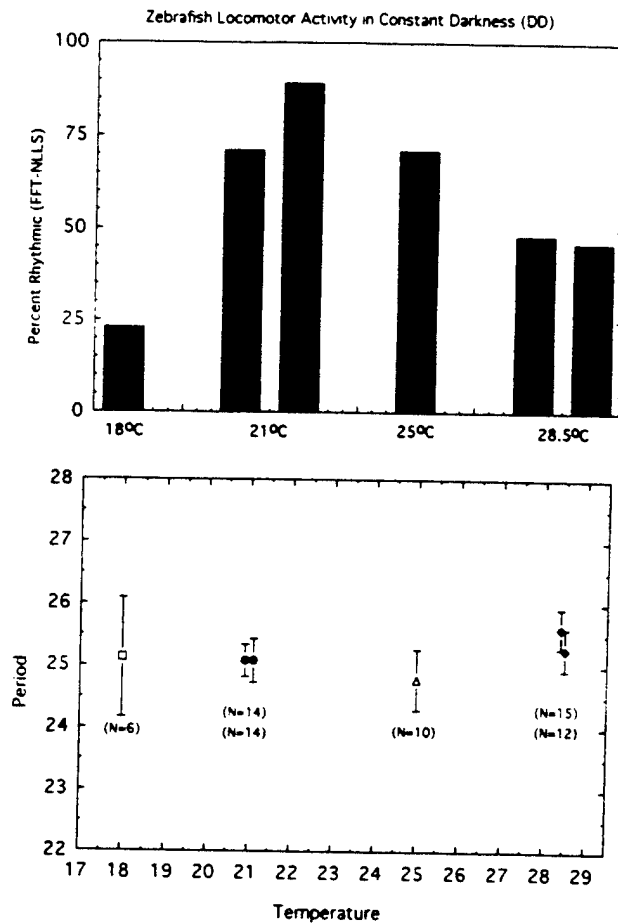 Zebrafish Locomotor Activity in Constant Darkness (DD)
Percent Rhythmic (FFT-NLLS)
100
75
50
25
0
18ºC 21ºC 25ºC 28.5ºC
Period
28
27
26
25
24
23
22
(N=6) (N=14) (N=10) (N=15)
(N=14) (N=12)
17 18 19 20 21 22 23 24 25 26 27 28 29
Temperature